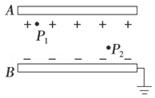 A
+ + + + +
P₁
P₂
− − − − −
B